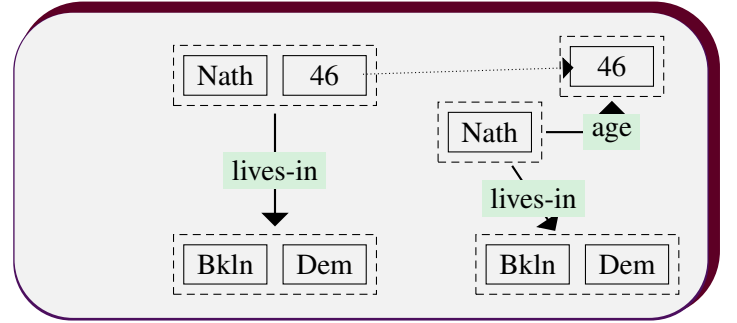 Nath 46
lives-in
Bkln Dem
46
Nath
age
lives-in
Bkln Dem